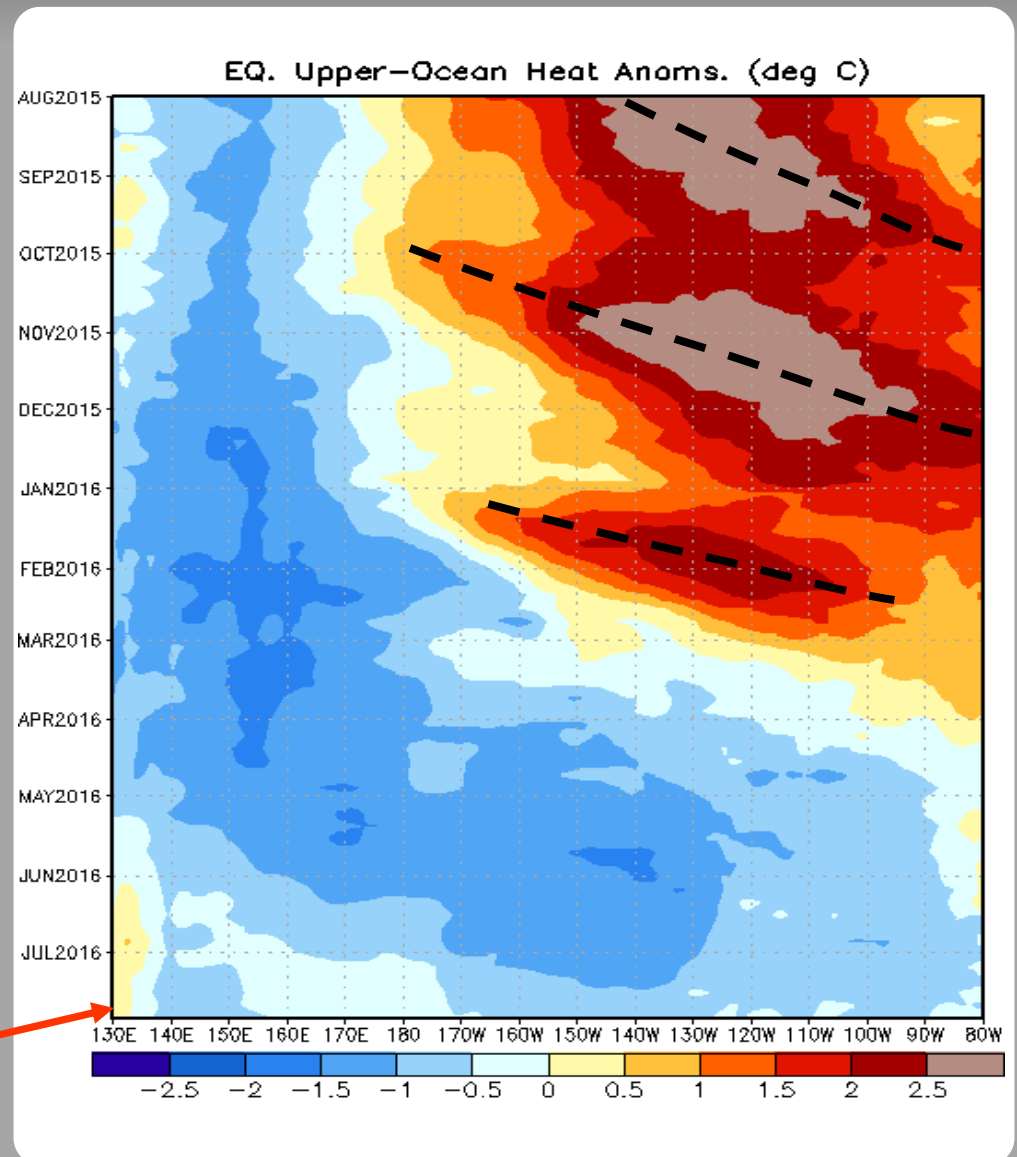 EQ. Upper-Ocean Heat Anoms. (deg C)
AUG2015
SEP2015
OCT2015
NOV2015
DEC2015
JAN2016
FEB2016
MAR2016
APR2016
MAY2016
JUN2016
JUL2016
130E 140E 150E 160E 170E 180 170W 160W 150W 140W 130W 120W 110W 100W 90W 80W
-2.5 -2 -1.5 -1 -0.5 0 0.5 1 1.5 2 2.5